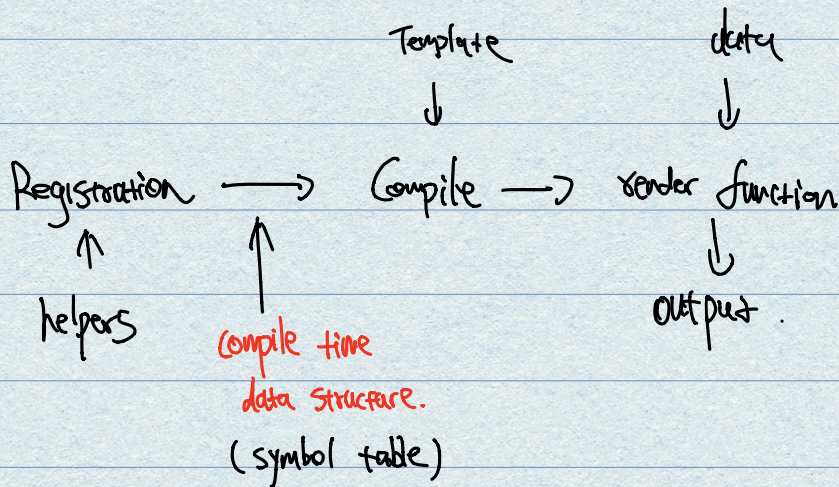 Template
data
Registration
Compile
render function
helpers
output.
compile time
data structure.
(symbol table)